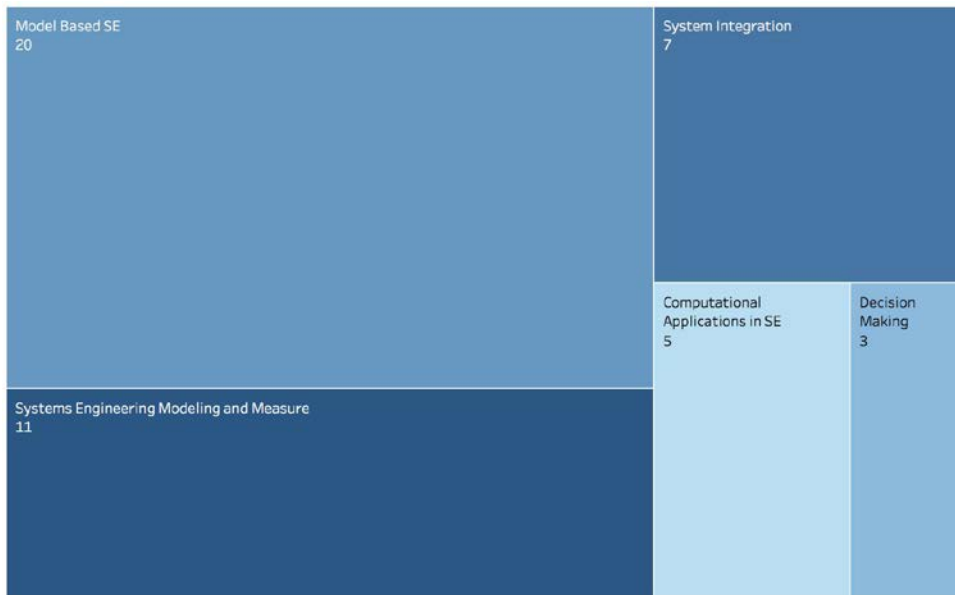 Model Based SE
20
System Integration
7
Computational
Applications in SE
5
Decision
Making
3
Systems Engineering Modeling and Measure
11